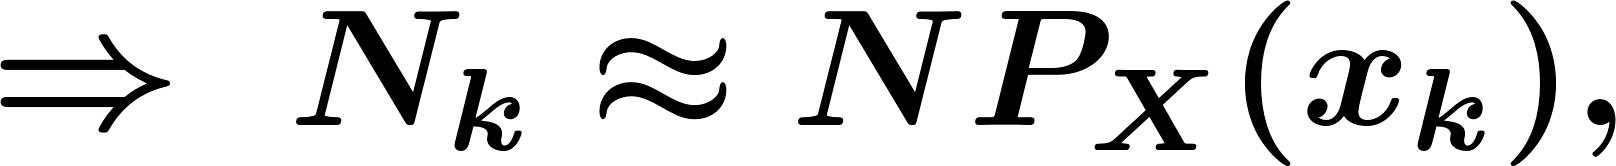 ⇒ N_k ≈ N P_X(x_k),